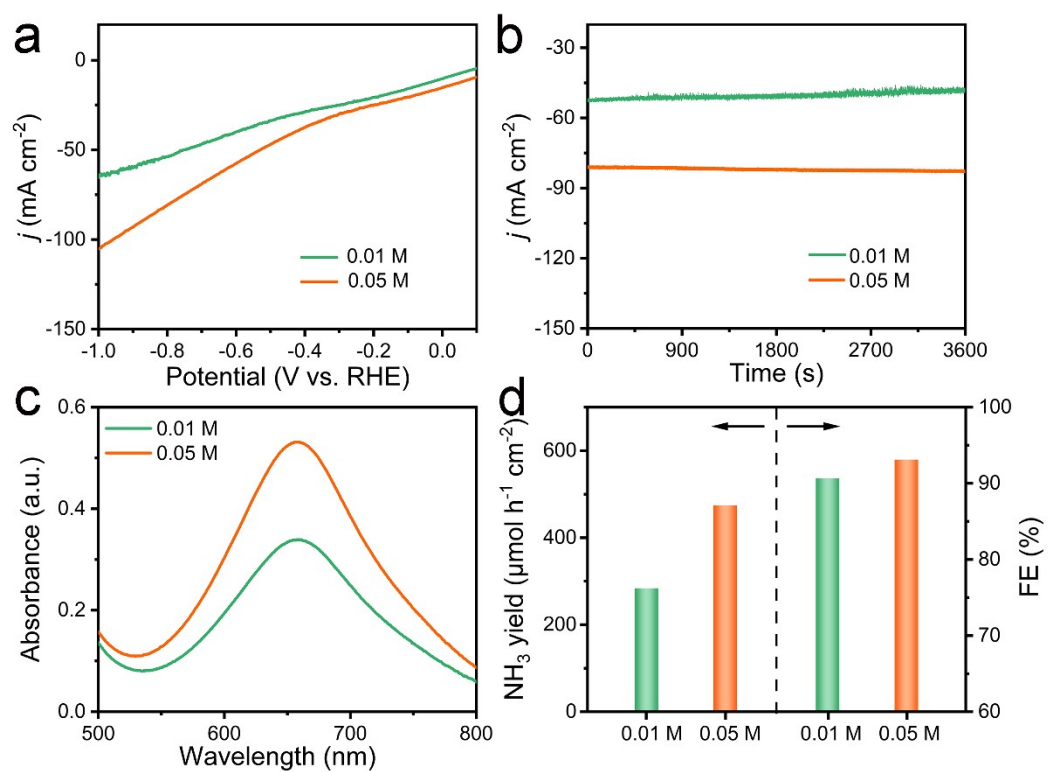 a
0
-50
-100
-150
j (mA cm⁻²)
0.01 M
0.05 M
-1.0 -0.8 -0.6 -0.4 -0.2 0.0
Potential (V vs. RHE)
b
-30
-60
-90
-120
-150
j (mA cm⁻²)
0.01 M
0.05 M
0 900 1800 2700 3600
Time (s)
c
0.6
0.4
0.2
0.0
Absorbance (a.u.)
0.01 M
0.05 M
500 600 700 800
Wavelength (nm)
d
600
400
200
0
NH₃ yield (μmol h⁻¹ cm⁻²)
100
90
80
70
60
FE (%)
0.01 M 0.05 M 0.01 M 0.05 M